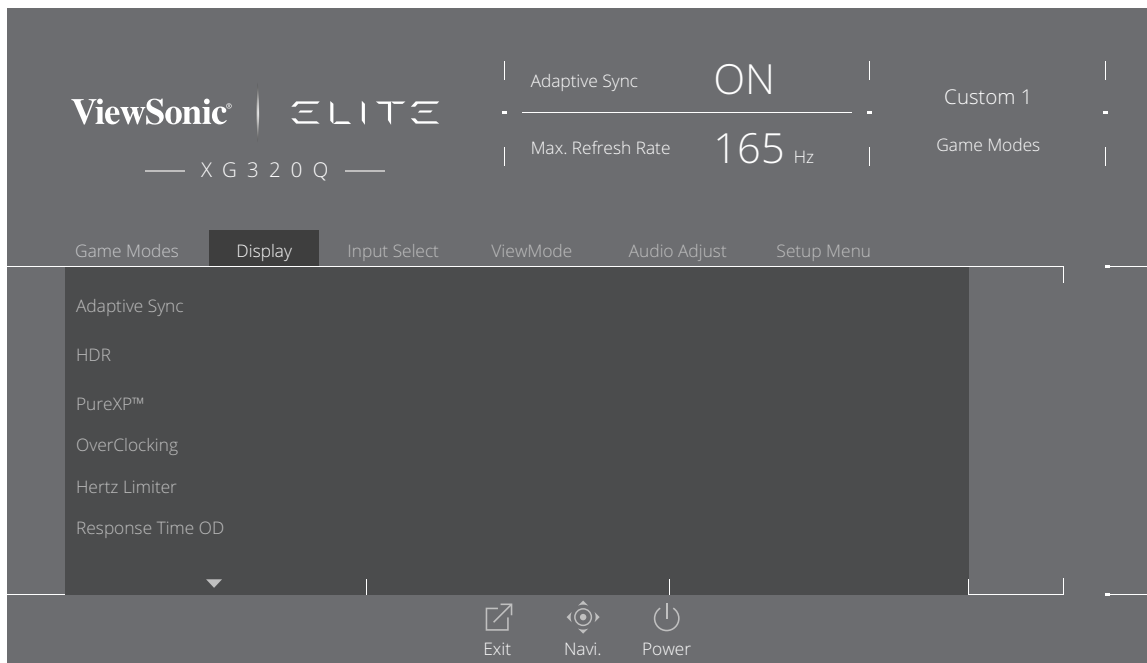 ViewSonic® | ELITE
XG320Q
Adaptive Sync ON
Max. Refresh Rate 165 Hz
Custom 1
Game Modes
Game Modes Display Input Select ViewMode Audio Adjust Setup Menu
Adaptive Sync
HDR
PureXP™
OverClocking
Hertz Limiter
Response Time OD
Exit Navi. Power